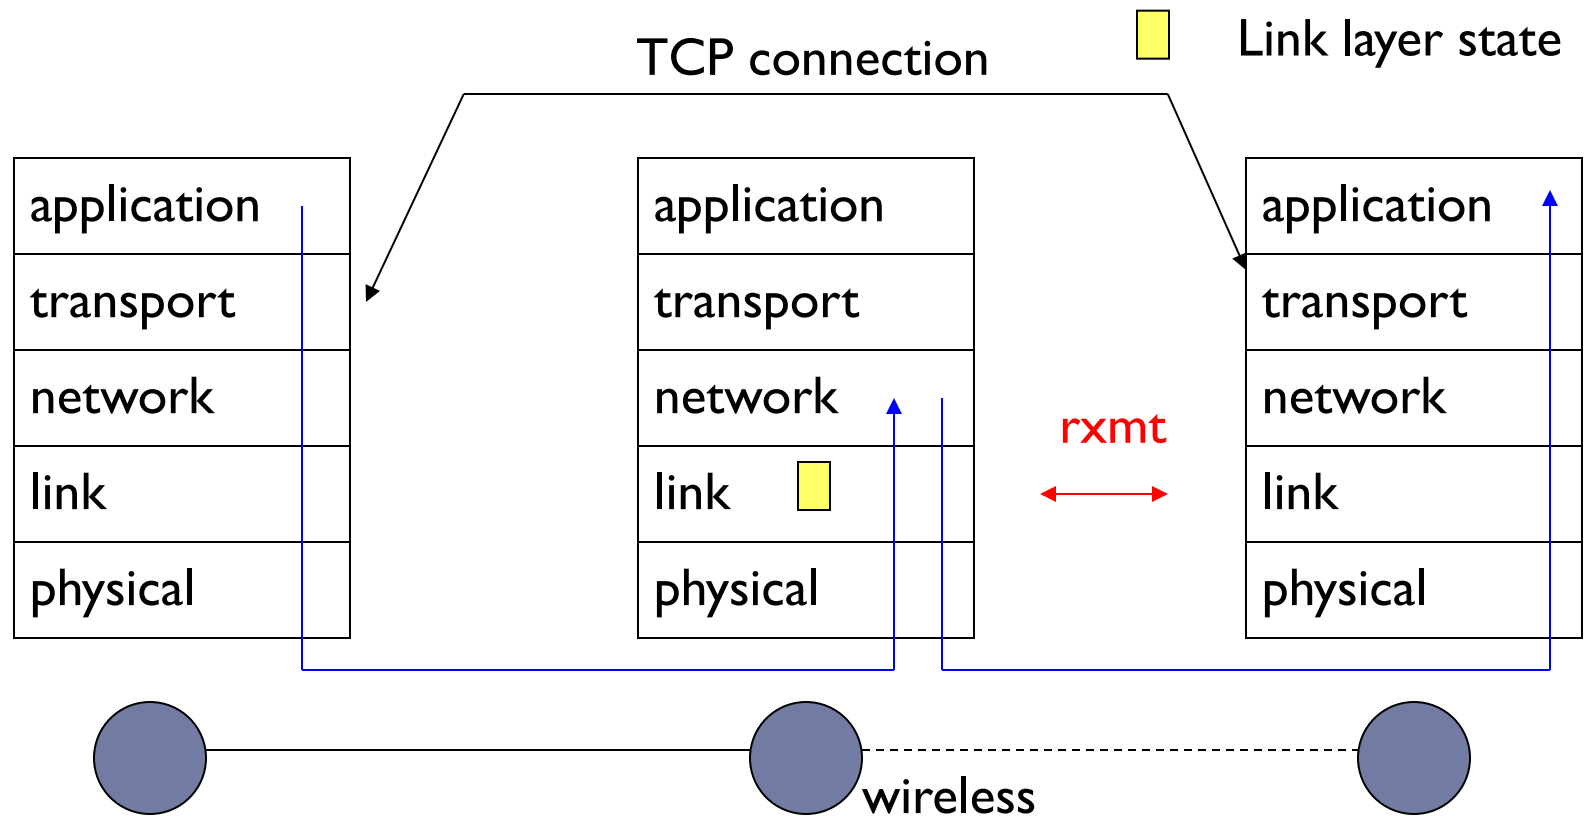 TCP connection
Link layer state
application
transport
network
link
physical
application
transport
network
link
physical
rxmt
application
transport
network
link
physical
wireless